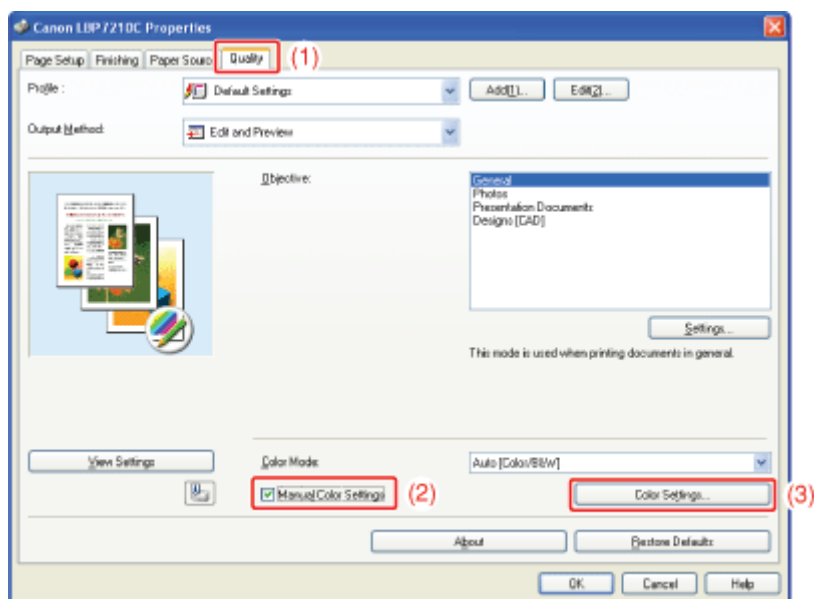 Canon LBP7210C Properties
Page Setup Finishing Paper Source Quality (1)
Profile : Default Settings Add(1)... Edit(2)...
Output Method: Edit and Preview
Objective:
General
Photos
Presentation Documents
Designs [CAD]
Settings...
This mode is used when printing documents in general.
View Settings Color Mode: Auto [Color/B&W]
Manual Color Settings (2) Color Settings... (3)
About Restore Defaults
OK Cancel Help